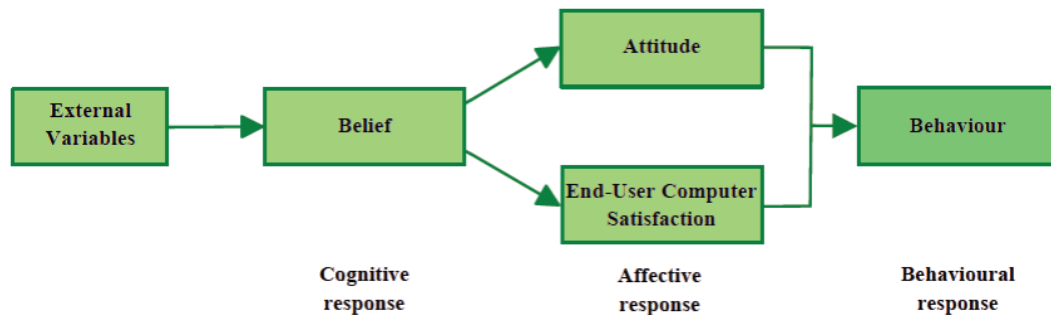 Attitude
External
Variables
Belief
Behaviour
End-User Computer
Satisfaction
Cognitive
response
Affective
response
Behavioural
response